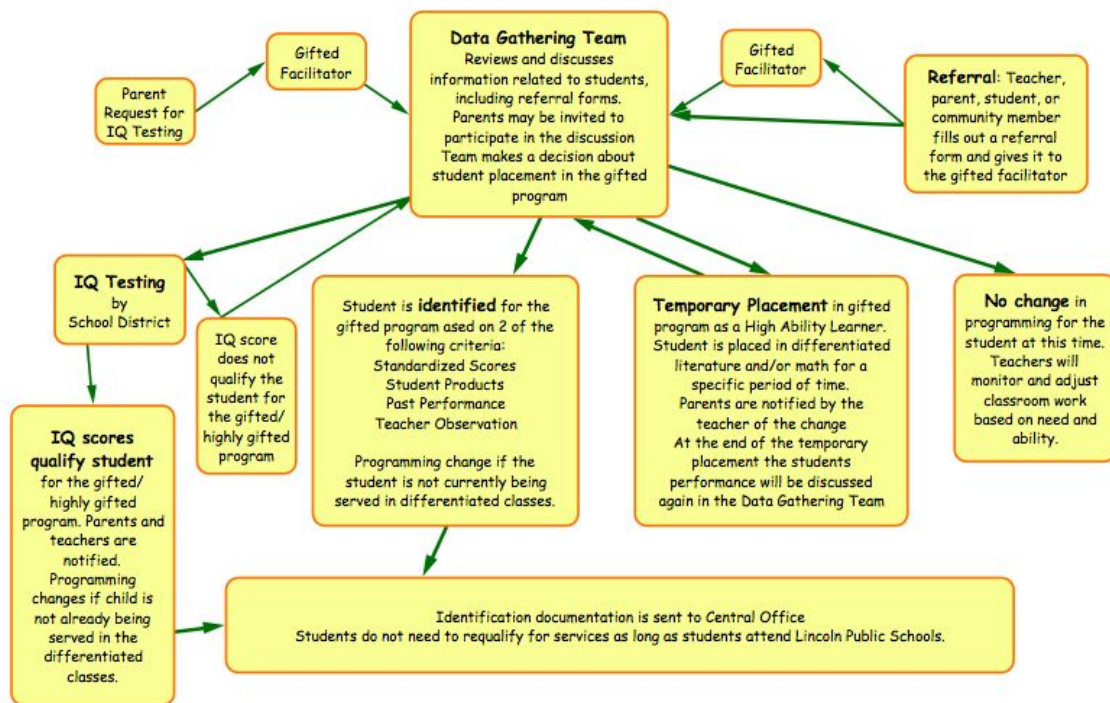 Parent
Request for
IQ Testing
Gifted
Facilitator
Data Gathering Team
Reviews and discusses
information related to students,
including referral forms.
Parents may be invited to
participate in the discussion
Team makes a decision about
student placement in the gifted
program
Gifted
Facilitator
Referral: Teacher,
parent, student, or
community member
fills out a referral
form and gives it to
the gifted facilitator
IQ Testing
by
School District
IQ score
does not
qualify the
student for
the gifted/
highly gifted
program
Student is identified for the
gifted program ased on 2 of the
following criteria:
Standardized Scores
Student Products
Past Performance
Teacher Observation
Programming change if the
student is not currently being
served in differentiated classes.
Temporary Placement in gifted
program as a High Ability Learner.
Student is placed in differentiated
literature and/or math for a
specific period of time.
Parents are notified by the
teacher of the change
At the end of the temporary
placement the students
performance will be discussed
again in the Data Gathering Team
No change in
programming for the
student at this time.
Teachers will
monitor and adjust
classroom work
based on need and
ability.
IQ scores
qualify student
for the gifted/
highly gifted
program. Parents and
teachers are
notified.
Programming
changes if child is
not already being
served in the
differentiated
classes.
Identification documentation is sent to Central Office
Students do not need to requalify for services as long as students attend Lincoln Public Schools.